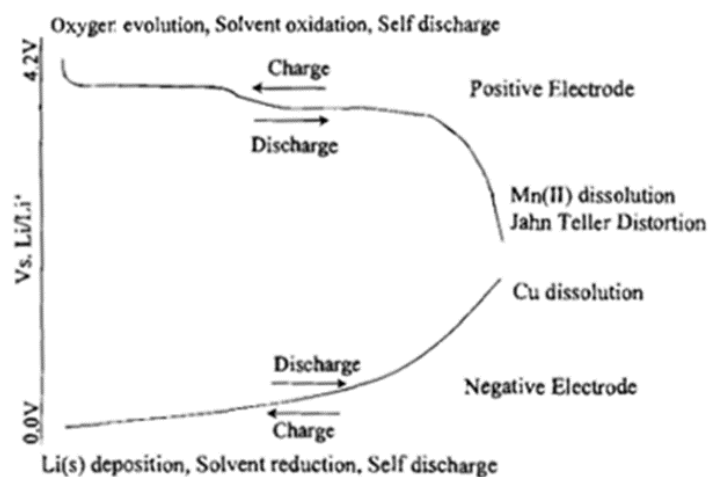 Oxygen evolution, Solvent oxidation, Self discharge
4.2V
Charge
Positive Electrode
Discharge
Mn(II) dissolution
Jahn Teller Distortion
Vs. Li/Li⁺
Cu dissolution
Discharge
Negative Electrode
Charge
0.0V
Li(s) deposition, Solvent reduction, Self discharge